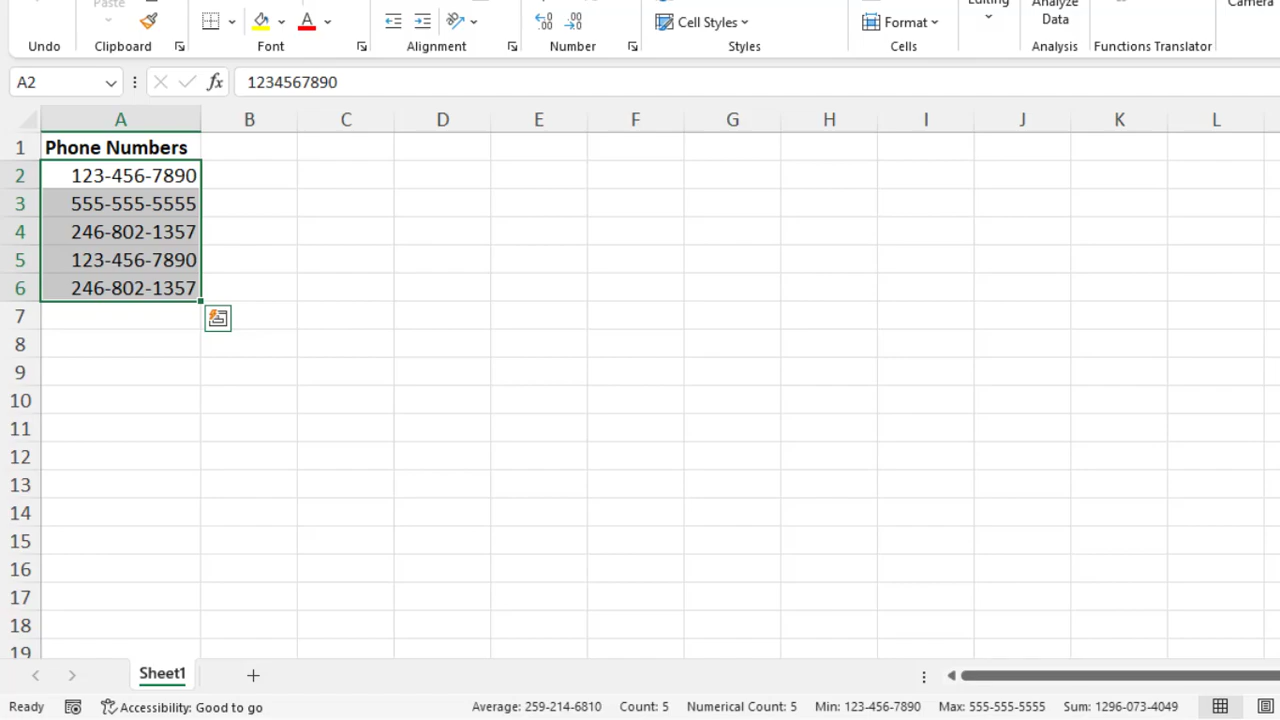 Paste
Analyze
Data
Camera
Cell Styles
Format
Undo
Clipboard
Font
Alignment
Number
Styles
Cells
Editing
Analysis
Functions Translator
A2
fx
1234567890
A B C D E F G H I J K L
1 Phone Numbers
2 123-456-7890
3 555-555-5555
4 246-802-1357
5 123-456-7890
6 246-802-1357
7
8
9
10
11
12
13
14
15
16
17
18
19
Sheet1
Ready
Accessibility: Good to go
Average: 259-214-6810
Count: 5
Numerical Count: 5
Min: 123-456-7890
Max: 555-555-5555
Sum: 1296-073-4049